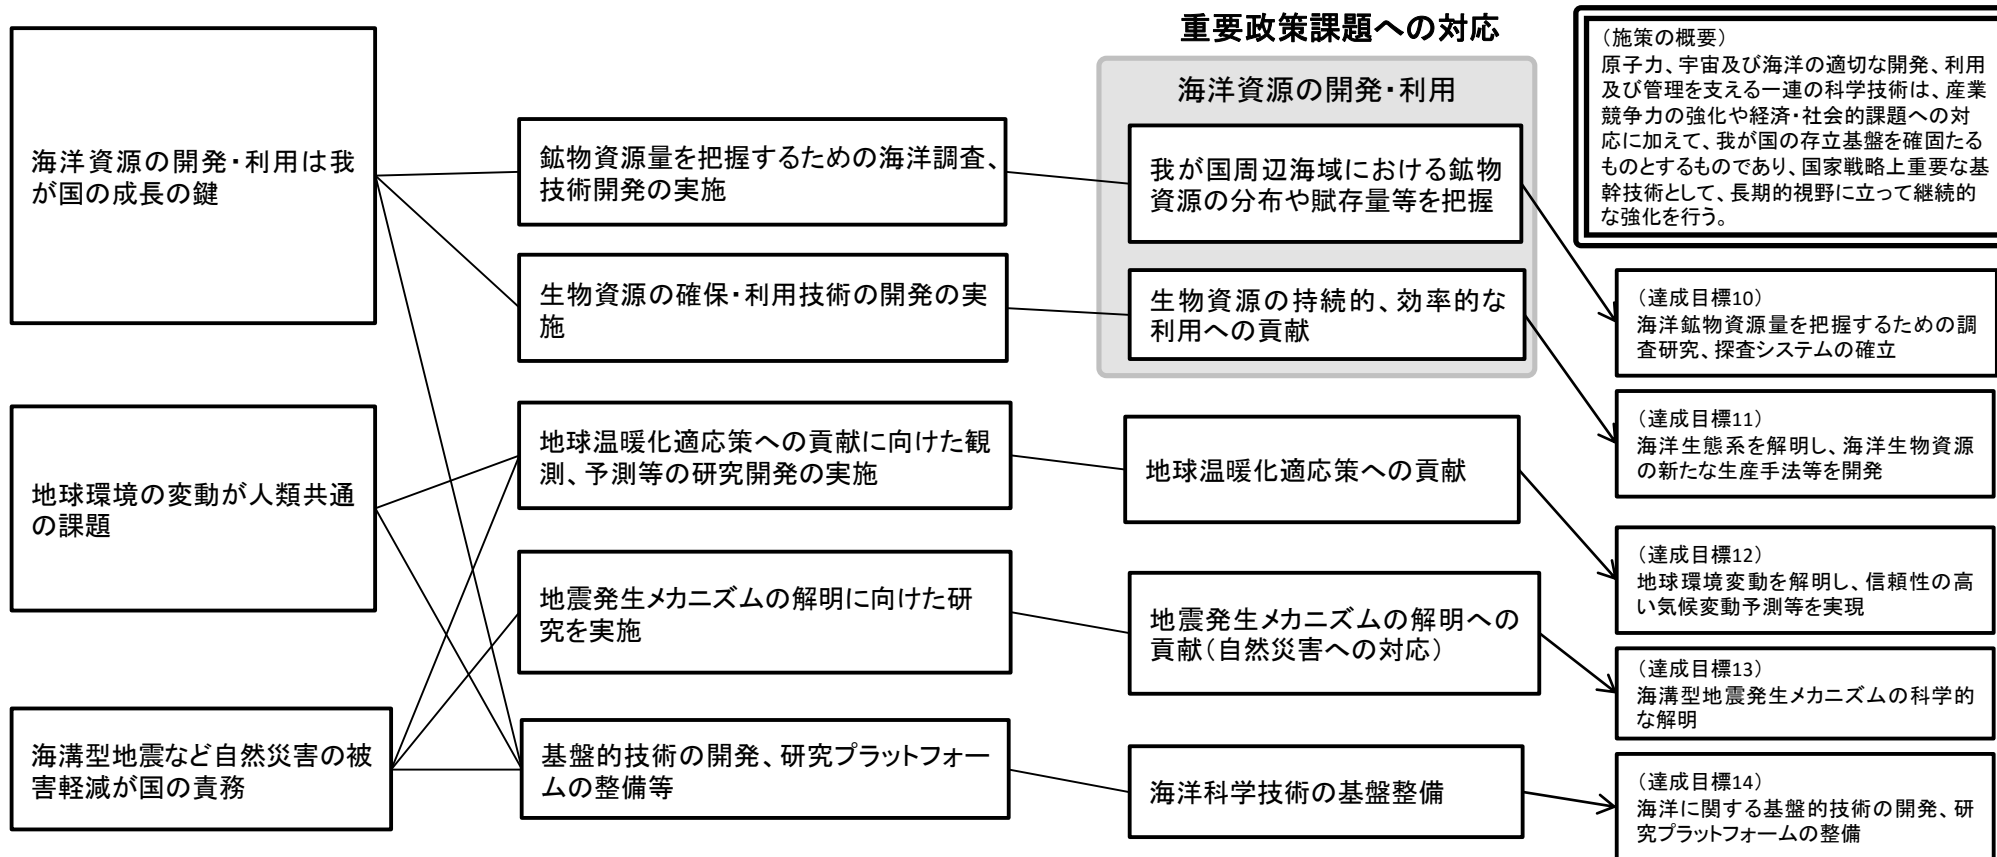 重要政策課題への対応
(施策の概要)
原子力、宇宙及び海洋の適切な開発、利用
及び管理を支える一連の科学技術は、産業
競争力の強化や経済・社会的課題への対
応に加えて、我が国の存立基盤を確固たる
ものとするものであり、国家戦略上重要な基
幹技術として、長期的視野に立って継続的
な強化を行う。
海洋資源の開発・利用は我
が国の成長の鍵
地球環境の変動が人類共通
の課題
海溝型地震など自然災害の被
害軽減が国の責務
鉱物資源量を把握するための海洋調査、
技術開発の実施
生物資源の確保・利用技術の開発の実
施
地球温暖化適応策への貢献に向けた観
測、予測等の研究開発の実施
地震発生メカニズムの解明に向けた研
究を実施
基盤的技術の開発、研究プラットフォー
ムの整備等
海洋資源の開発・利用
我が国周辺海域における鉱物
資源の分布や賦存量等を把握
生物資源の持続的、効率的な
利用への貢献
地球温暖化適応策への貢献
地震発生メカニズムの解明への
貢献(自然災害への対応)
海洋科学技術の基盤整備
(達成目標10)
海洋鉱物資源量を把握するための調
査研究、探査システムの確立
(達成目標11)
海洋生態系を解明し、海洋生物資源
の新たな生産手法等を開発
(達成目標12)
地球環境変動を解明し、信頼性の高
い気候変動予測等を実現
(達成目標13)
海溝型地震発生メカニズムの科学的
な解明
(達成目標14)
海洋に関する基盤的技術の開発、研
究プラットフォームの整備